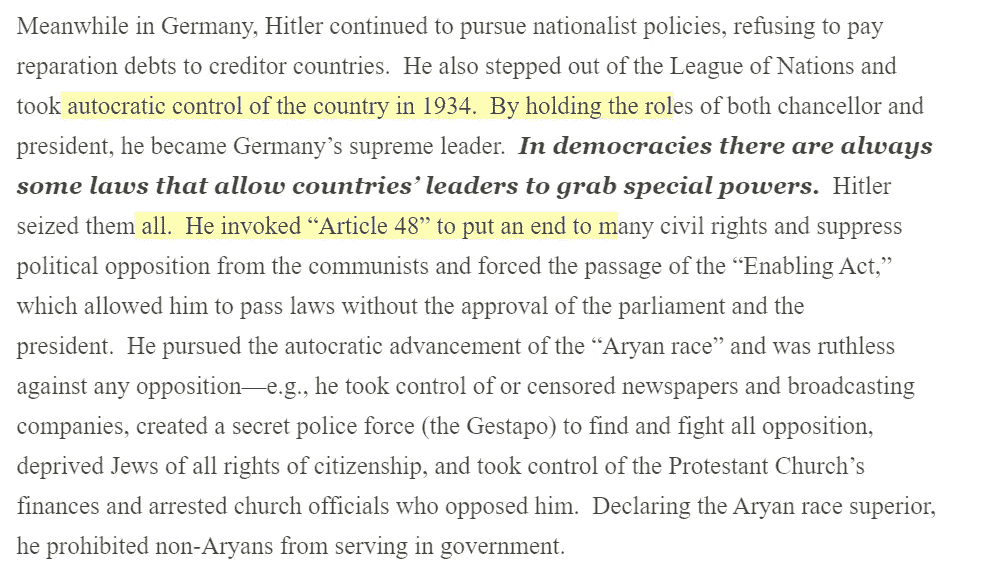 Meanwhile in Germany, Hitler continued to pursue nationalist policies, refusing to pay
reparation debts to creditor countries.  He also stepped out of the League of Nations and
took autocratic control of the country in 1934.  By holding the roles of both chancellor and
president, he became Germany’s supreme leader.  In democracies there are always
some laws that allow countries’ leaders to grab special powers.  Hitler
seized them all.  He invoked “Article 48” to put an end to many civil rights and suppress
political opposition from the communists and forced the passage of the “Enabling Act,”
which allowed him to pass laws without the approval of the parliament and the
president.  He pursued the autocratic advancement of the “Aryan race” and was ruthless
against any opposition—e.g., he took control of or censored newspapers and broadcasting
companies, created a secret police force (the Gestapo) to find and fight all opposition,
deprived Jews of all rights of citizenship, and took control of the Protestant Church’s
finances and arrested church officials who opposed him.  Declaring the Aryan race superior,
he prohibited non-Aryans from serving in government.